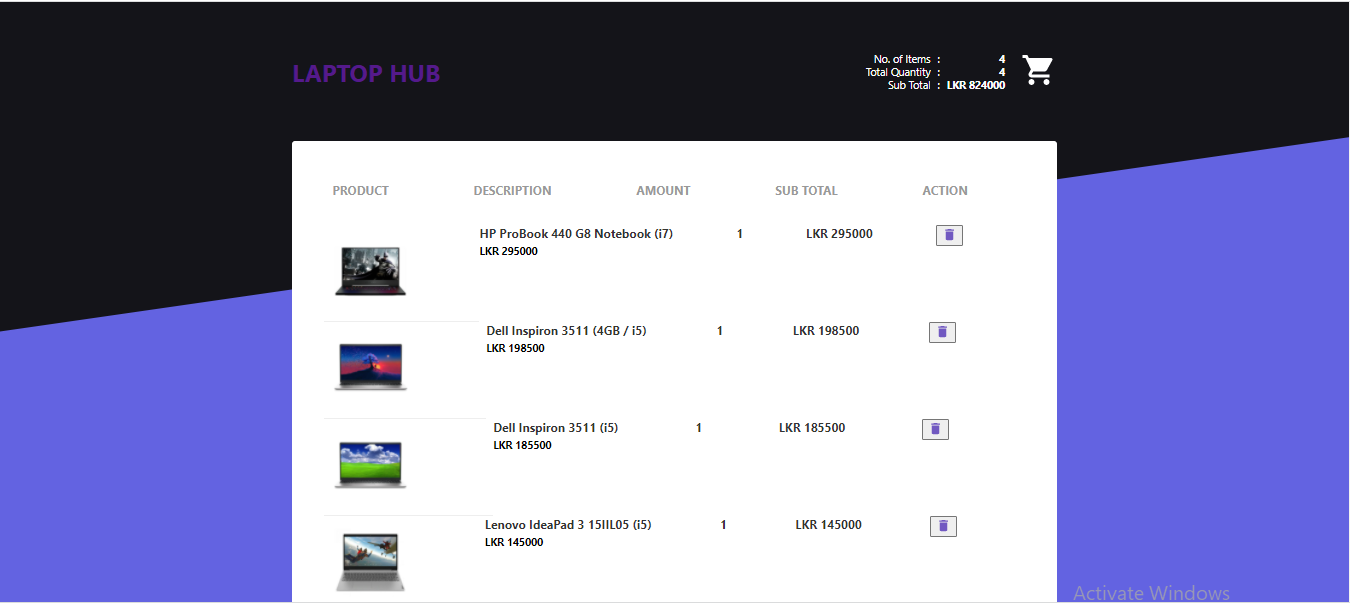 LAPTOP HUB
No. of Items : 4
Total Quantity : 4
Sub Total : LKR 824000
PRODUCT DESCRIPTION AMOUNT SUB TOTAL ACTION
HP ProBook 440 G8 Notebook (i7) 1 LKR 295000
LKR 295000
Dell Inspiron 3511 (4GB / i5) 1 LKR 198500
LKR 198500
Dell Inspiron 3511 (i5) 1 LKR 185500
LKR 185500
Lenovo IdeaPad 3 15IIL05 (i5) 1 LKR 145000
LKR 145000
Activate Windows